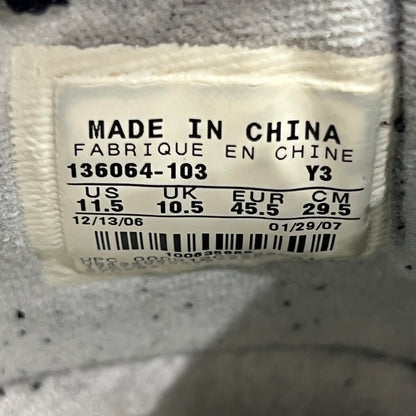 MADE IN CHINA
FABRIQUE EN CHINE
136064-103 Y3
US UK EUR CM
11.5 10.5 45.5 29.5
12/13/06 01/29/07
UPC